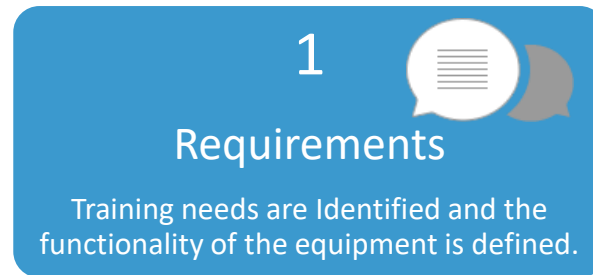 1
Requirements
Training needs are Identified and the
functionality of the equipment is defined.